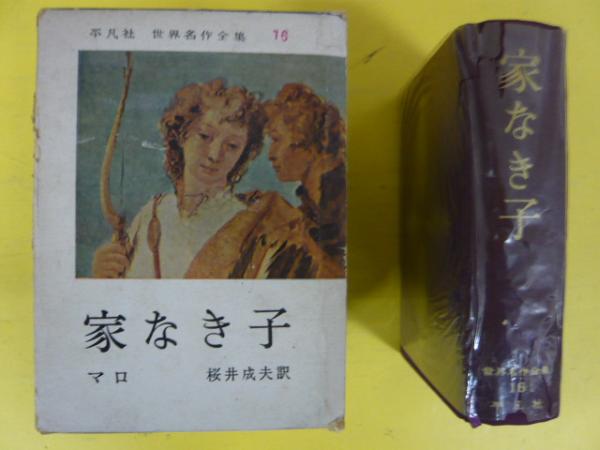 平凡社 世界名作全集 16
家なき子
マロ 桜井成夫訳
家なき子
世界名作全集
16
平凡社